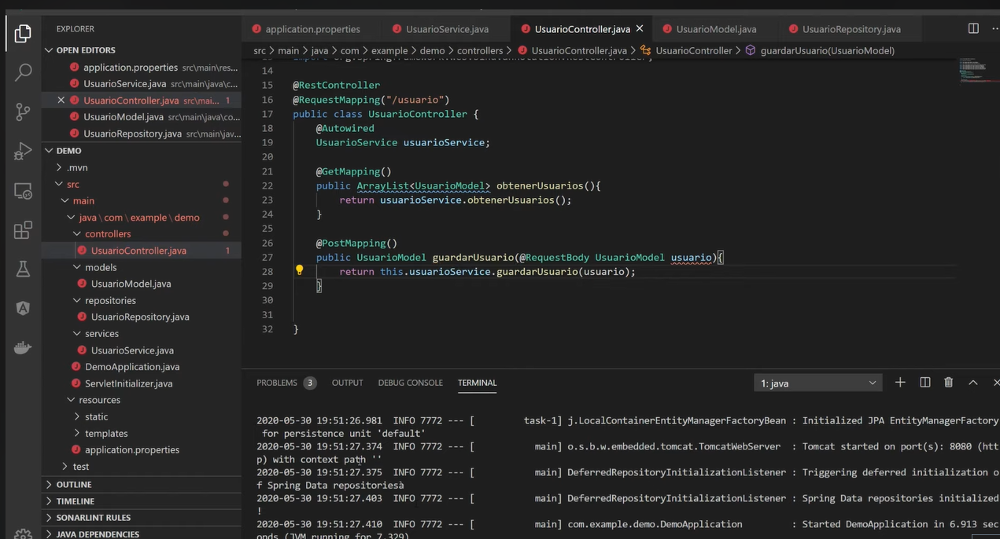 EXPLORER
OPEN EDITORS
application.properties src\main\res...
UsuarioService.java src\main\java\c...
UsuarioController.java src\mai... 1
UsuarioModel.java src\main\java\co...
UsuarioRepository.java src\main\jav...
DEMO
.mvn
src
main
java\com\example\demo
controllers
UsuarioController.java 1
models
UsuarioModel.java
repositories
UsuarioRepository.java
services
UsuarioService.java
DemoApplication.java
ServletInitializer.java
resources
static
templates
application.properties
test
OUTLINE
TIMELINE
SONARLINT RULES
JAVA DEPENDENCIES
application.properties UsuarioService.java UsuarioController.java UsuarioModel.java UsuarioRepository.java
src > main > java > com > example > demo > controllers > UsuarioController.java > UsuarioController > guardarUsuario(UsuarioModel)
14
15 @RestController
16 @RequestMapping("/usuario")
17 public class UsuarioController {
18 @Autowired
19 UsuarioService usuarioService;
20
21 @GetMapping()
22 public ArrayList<UsuarioModel> obtenerUsuarios(){
23 return usuarioService.obtenerUsuarios();
24 }
25
26 @PostMapping()
27 public UsuarioModel guardarUsuario(@RequestBody UsuarioModel usuario){
28 return this.usuarioService.guardarUsuario(usuario);
29 }
30
31
32 }
PROBLEMS 3 OUTPUT DEBUG CONSOLE TERMINAL 1: java
2020-05-30 19:51:26.981 INFO 7772 --- [ task-1] j.LocalContainerEntityManagerFactoryBean : Initialized JPA EntityManagerFactory
for persistence unit 'default'
2020-05-30 19:51:27.374 INFO 7772 --- [ main] o.s.b.w.embedded.tomcat.TomcatWebServer : Tomcat started on port(s): 8080 (htt
p) with context path ''
2020-05-30 19:51:27.375 INFO 7772 --- [ main] DeferredRepositoryInitializationListener : Triggering deferred initialization o
f Spring Data repositoriesà
2020-05-30 19:51:27.403 INFO 7772 --- [ main] DeferredRepositoryInitializationListener : Spring Data repositories initialized
!
2020-05-30 19:51:27.410 INFO 7772 --- [ main] com.example.demo.DemoApplication : Started DemoApplication in 6.913 sec
onds (JVM running for 7.329)